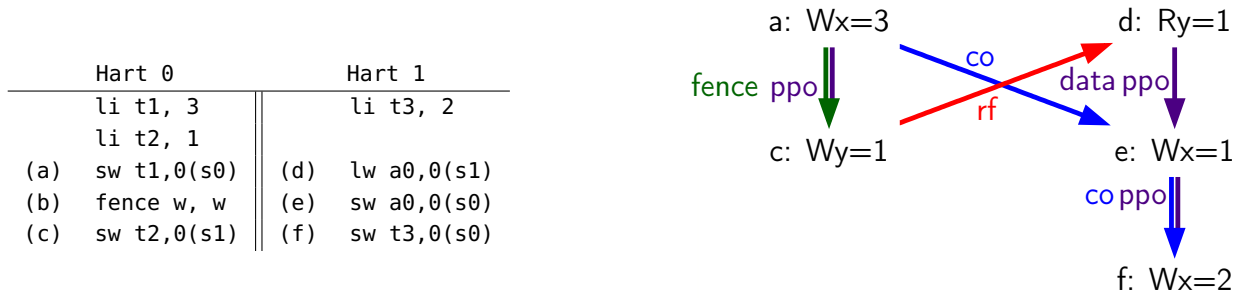 Hart 0 Hart 1
li t1, 3 li t3, 2
li t2, 1
(a) sw t1,0(s0) (d) lw a0,0(s1)
(b) fence w, w (e) sw a0,0(s0)
(c) sw t2,0(s1) (f) sw t3,0(s0)
a: Wx=3 d: Ry=1
co
fence ppo data ppo
rf
c: Wy=1 e: Wx=1
co ppo
f: Wx=2